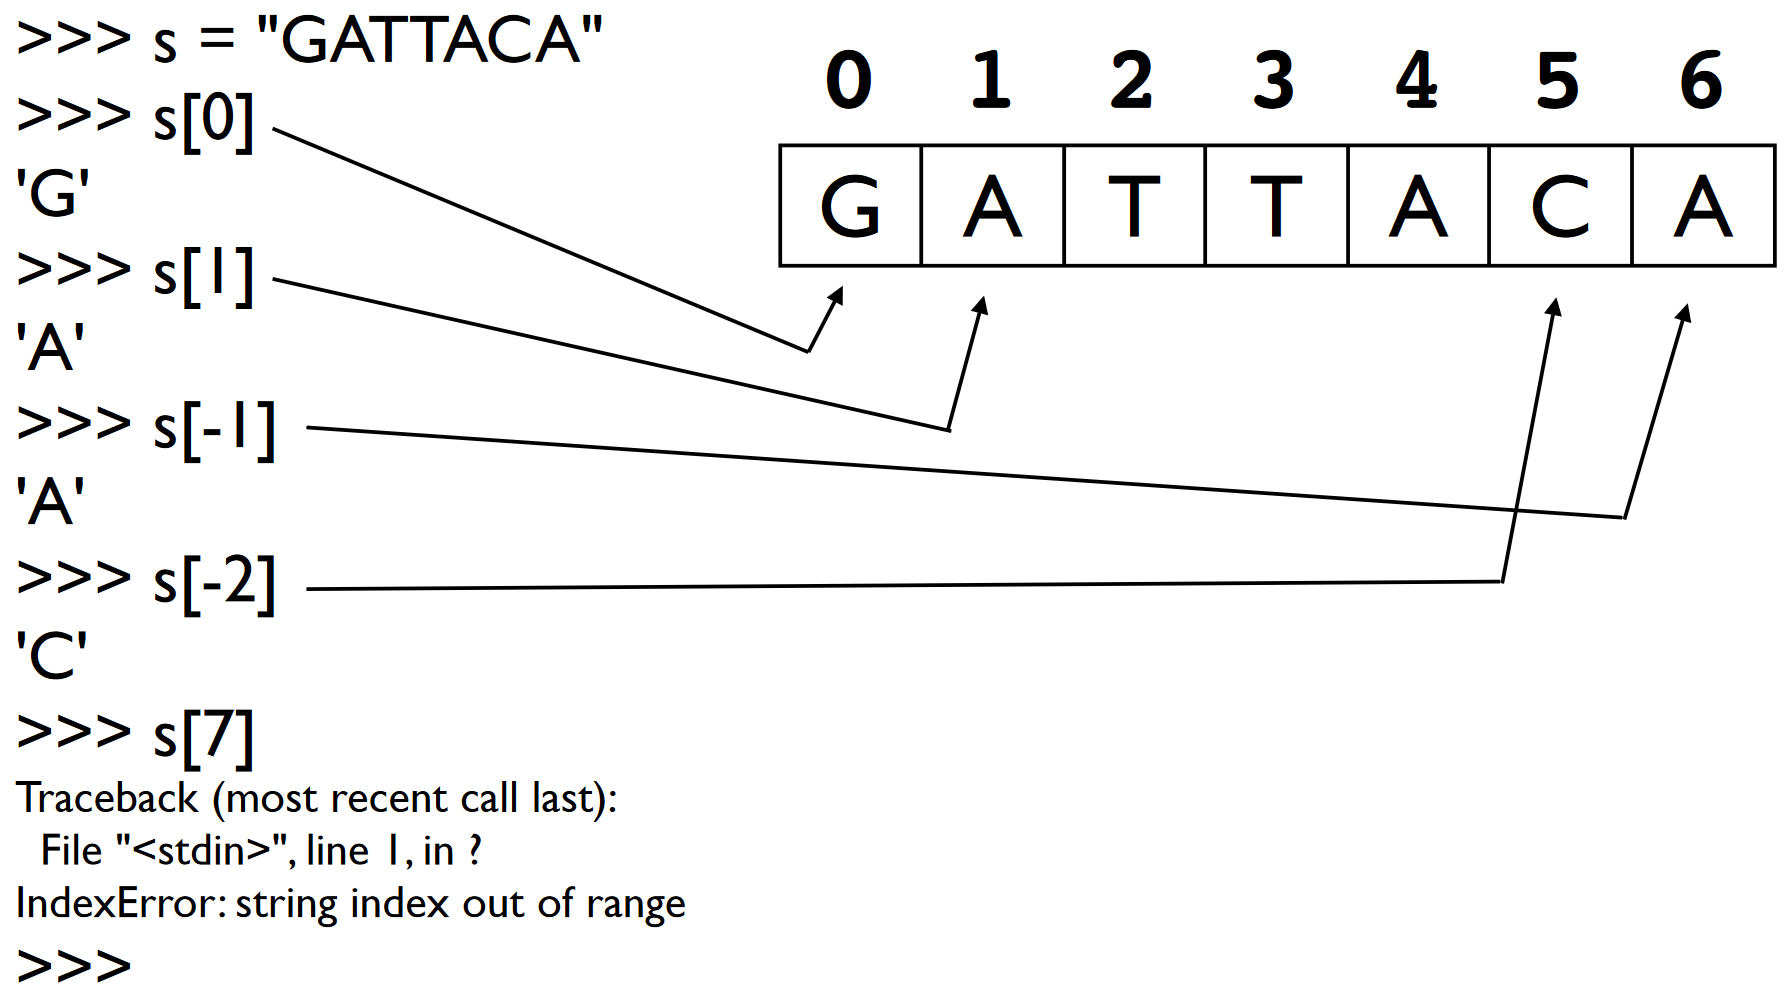 >>> s = "GATTACA"
>>> s[0]
'G'
>>> s[1]
'A'
>>> s[-1]
'A'
>>> s[-2]
'C'
>>> s[7]
Traceback (most recent call last):
  File "<stdin>", line 1, in ?
IndexError: string index out of range
>>>
0 1 2 3 4 5 6
G A T T A C A